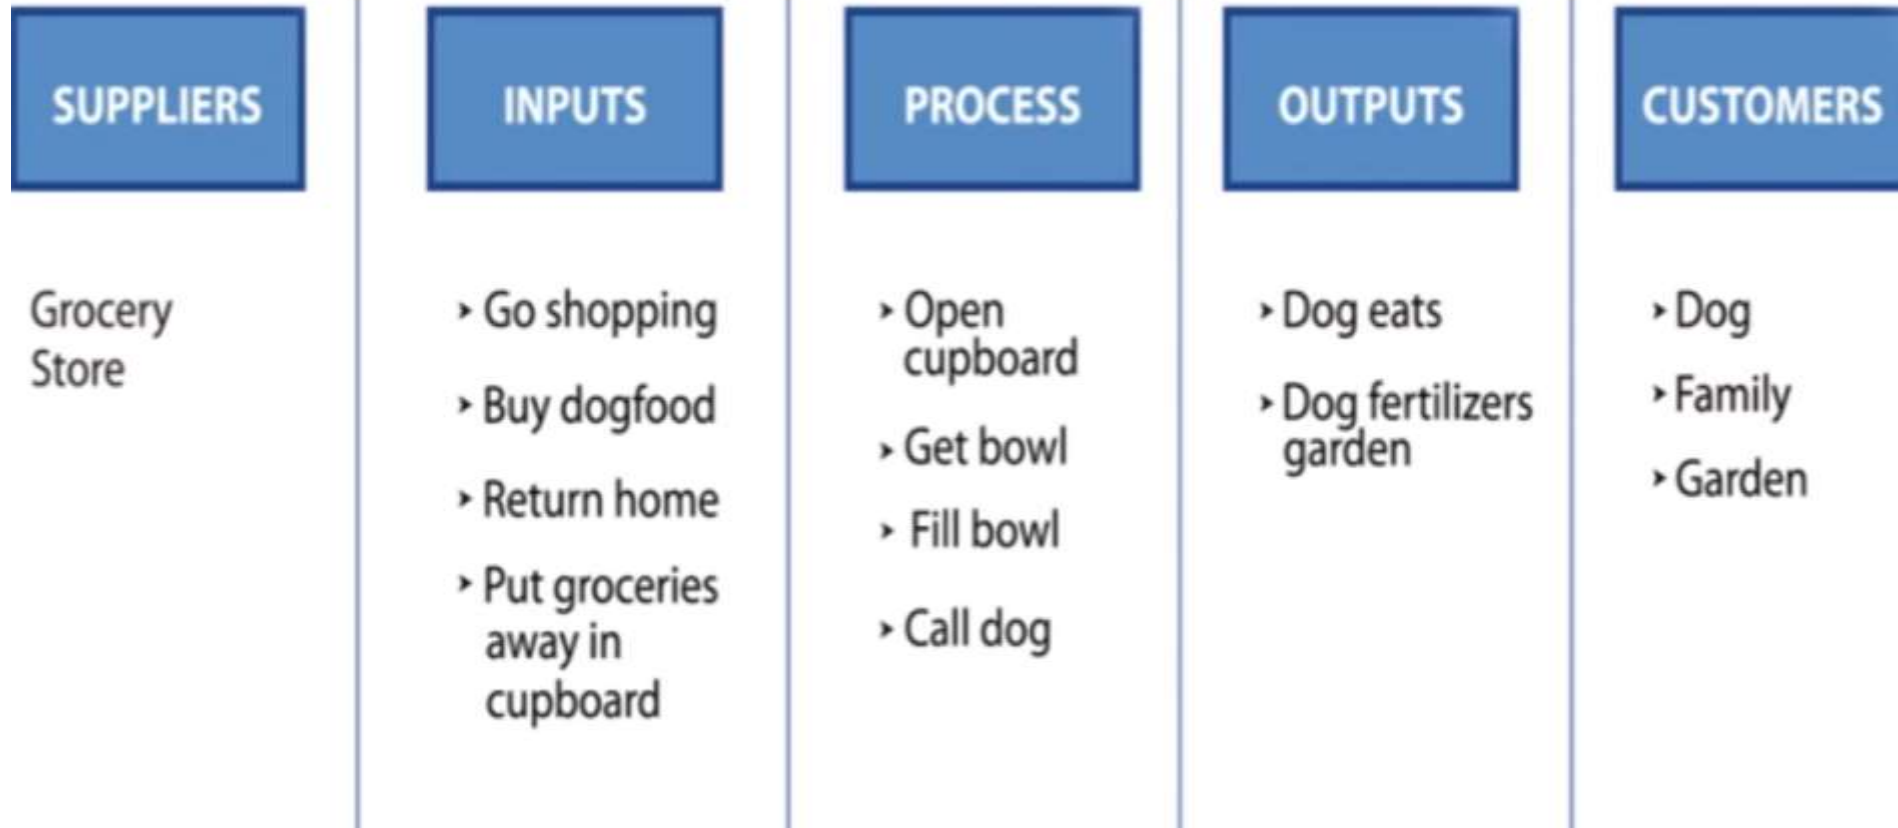 SUPPLIERS
Grocery
Store
INPUTS
➤ Go shopping
➤ Buy dogfood
➤ Return home
➤ Put groceries
away in
cupboard
PROCESS
➤ Open
cupboard
➤ Get bowl
➤ Fill bowl
➤ Call dog
OUTPUTS
➤ Dog eats
➤ Dog fertilizers
garden
CUSTOMERS
➤ Dog
➤ Family
➤ Garden